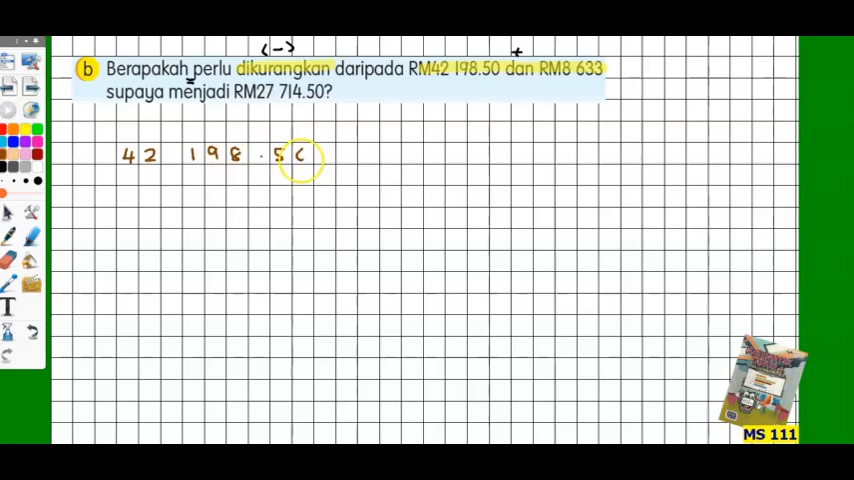 (-) +
b Berapakah perlu dikurangkan daripada RM42 198.50 dan RM8 633
=
supaya menjadi RM27 714.50?
42 198.5
T
MS 111